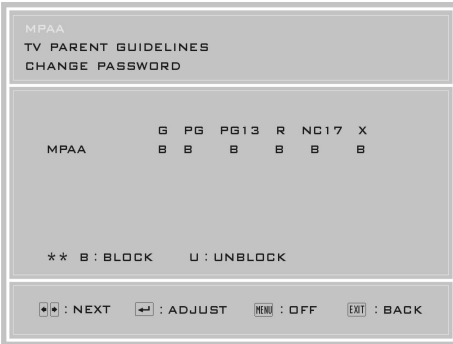 MPAA
TV PARENT GUIDELINES
CHANGE PASSWORD
G PG PG13 R NC17 X
MPAA B B B B B B
** B : BLOCK U : UNBLOCK
: NEXT : ADJUST MENU : OFF EXIT : BACK